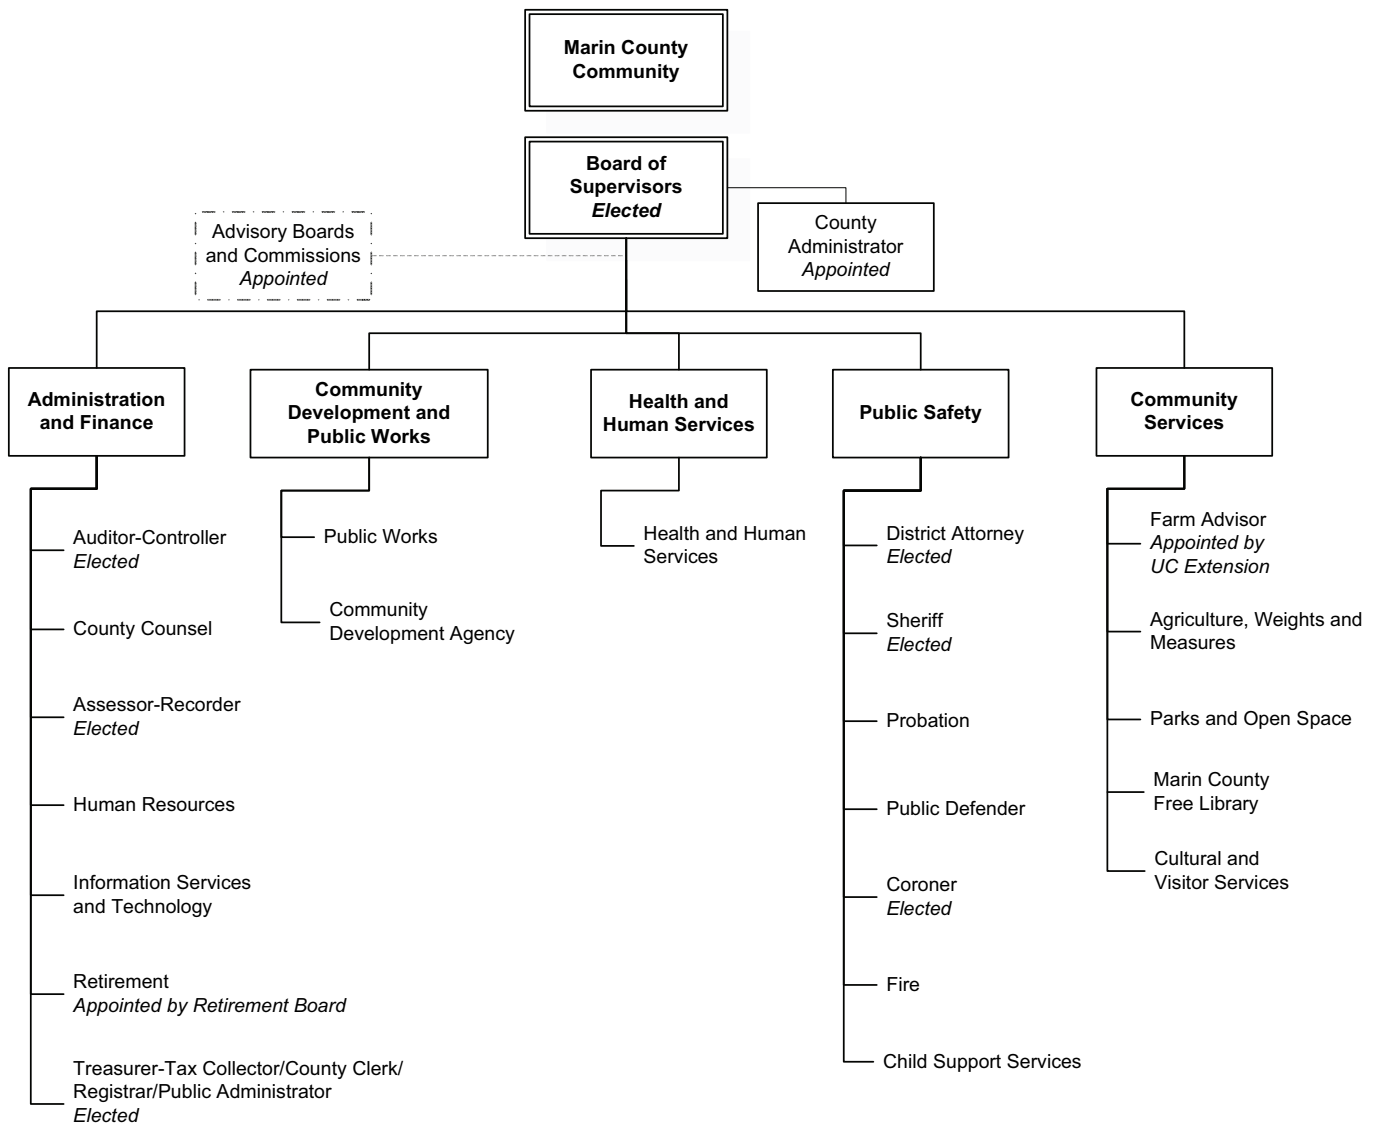 Marin County
Community
Board of
Supervisors
Elected
Advisory Boards
and Commissions
Appointed
County
Administrator
Appointed
Administration
and Finance
Community
Development and
Public Works
Health and
Human Services
Public Safety
Community
Services
Auditor-Controller
Elected
County Counsel
Assessor-Recorder
Elected
Human Resources
Information Services
and Technology
Retirement
Appointed by Retirement Board
Treasurer-Tax Collector/County Clerk/
Registrar/Public Administrator
Elected
Public Works
Community
Development Agency
Health and Human
Services
District Attorney
Elected
Sheriff
Elected
Probation
Public Defender
Coroner
Elected
Fire
Child Support Services
Farm Advisor
Appointed by
UC Extension
Agriculture, Weights and
Measures
Parks and Open Space
Marin County
Free Library
Cultural and
Visitor Services